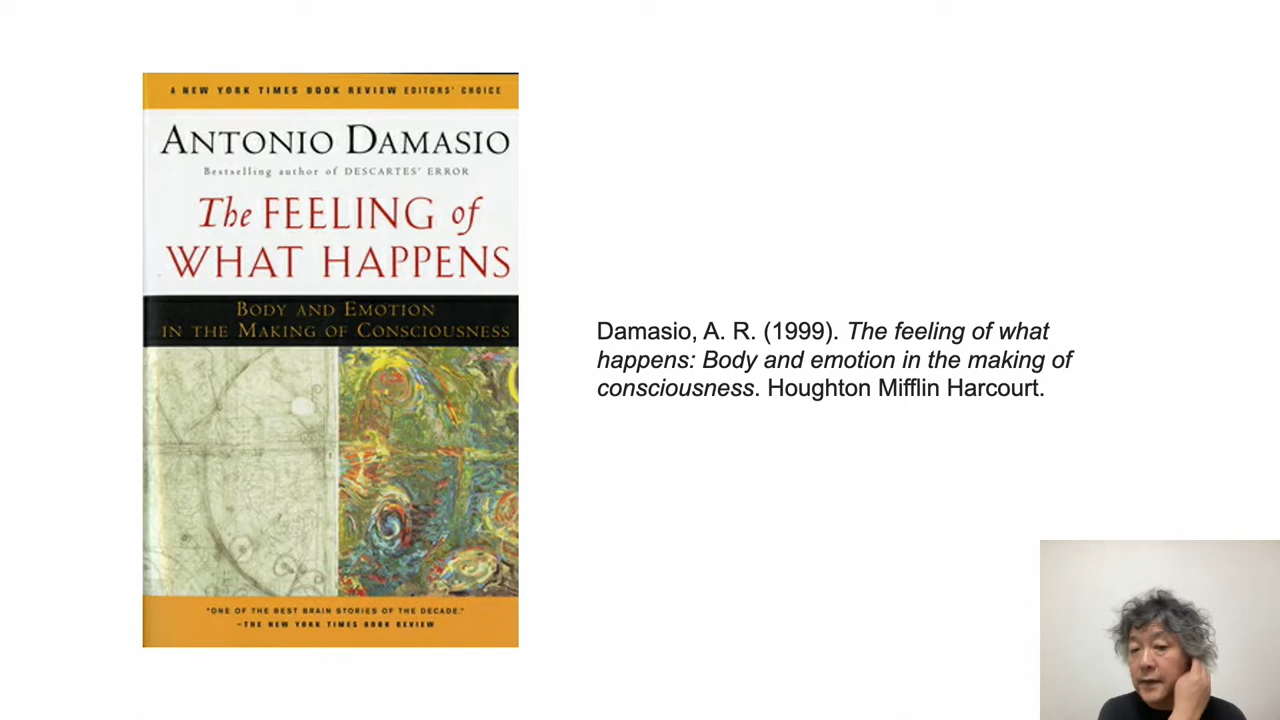 A NEW YORK TIMES BOOK REVIEW EDITORS' CHOICE
ANTONIO DAMASIO
Bestselling author of DESCARTES' ERROR
The FEELING of
WHAT HAPPENS
BODY AND EMOTION
IN THE MAKING OF CONSCIOUSNESS
"ONE OF THE BEST BRAIN STORIES OF THE DECADE."
–THE NEW YORK TIMES BOOK REVIEW
Damasio, A. R. (1999). The feeling of what
happens: Body and emotion in the making of
consciousness. Houghton Mifflin Harcourt.